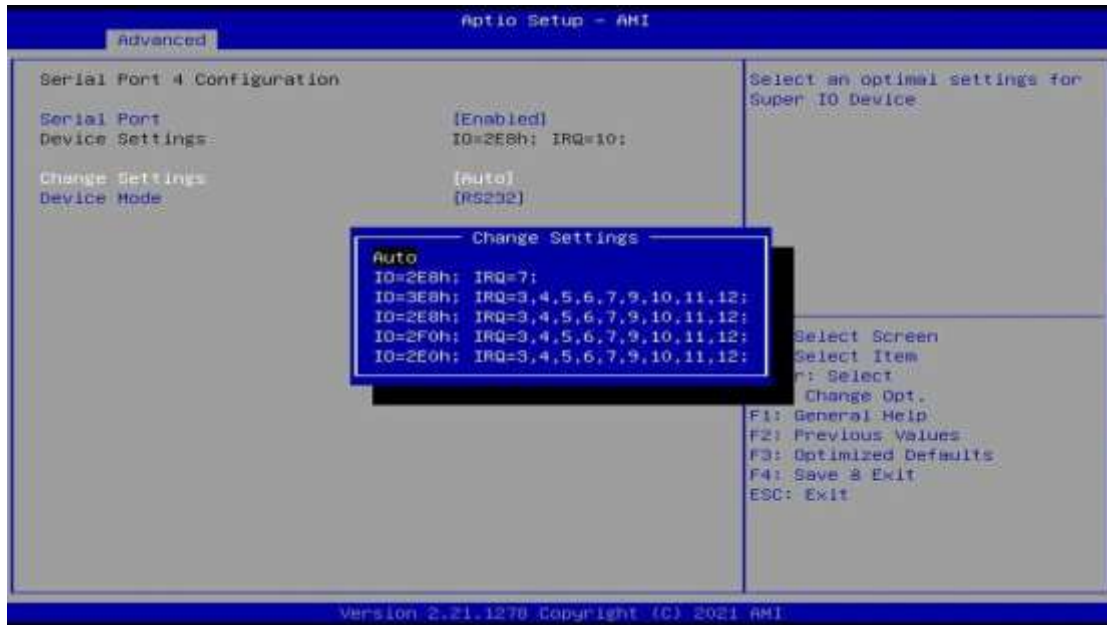 Aptio Setup - AMI
Advanced
Serial Port 4 Configuration
Serial Port [Enabled]
Device Settings IO=2E8h; IRQ=10;
Change Settings [Auto]
Device Mode [RS232]
Select an optimal settings for
Super IO Device
Change Settings
Auto
IO=2E8h; IRQ=7;
IO=3E8h; IRQ=3,4,5,6,7,9,10,11,12;
IO=2E8h; IRQ=3,4,5,6,7,9,10,11,12;
IO=2F0h; IRQ=3,4,5,6,7,9,10,11,12;
IO=2E0h; IRQ=3,4,5,6,7,9,10,11,12;
Select Screen
Select Item
r: Select
Change Opt.
F1: General Help
F2: Previous Values
F3: Optimized Defaults
F4: Save & Exit
ESC: Exit
Version 2.21.1278 Copyright (C) 2021 AMI